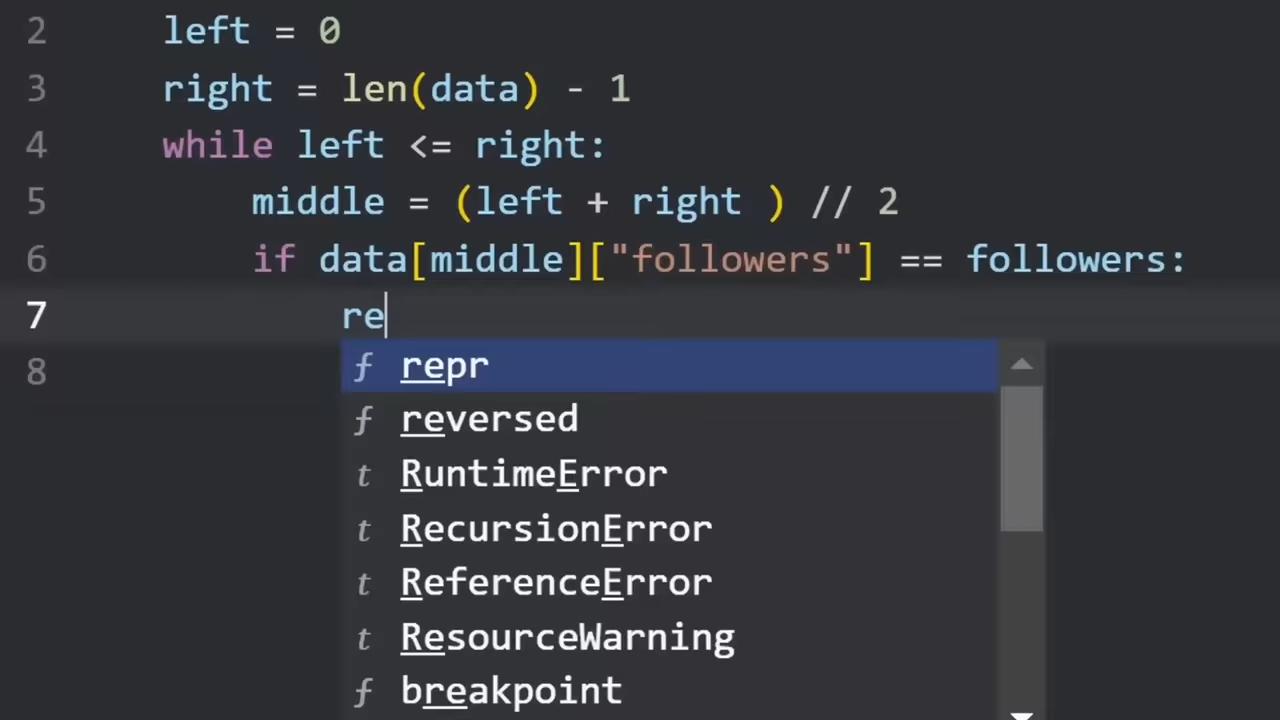 2 left = 0
3 right = len(data) - 1
4 while left <= right:
5 middle = (left + right ) // 2
6 if data[middle]["followers"] == followers:
7 re
8
f repr
f reversed
t RuntimeError
t RecursionError
t ReferenceError
t ResourceWarning
f breakpoint